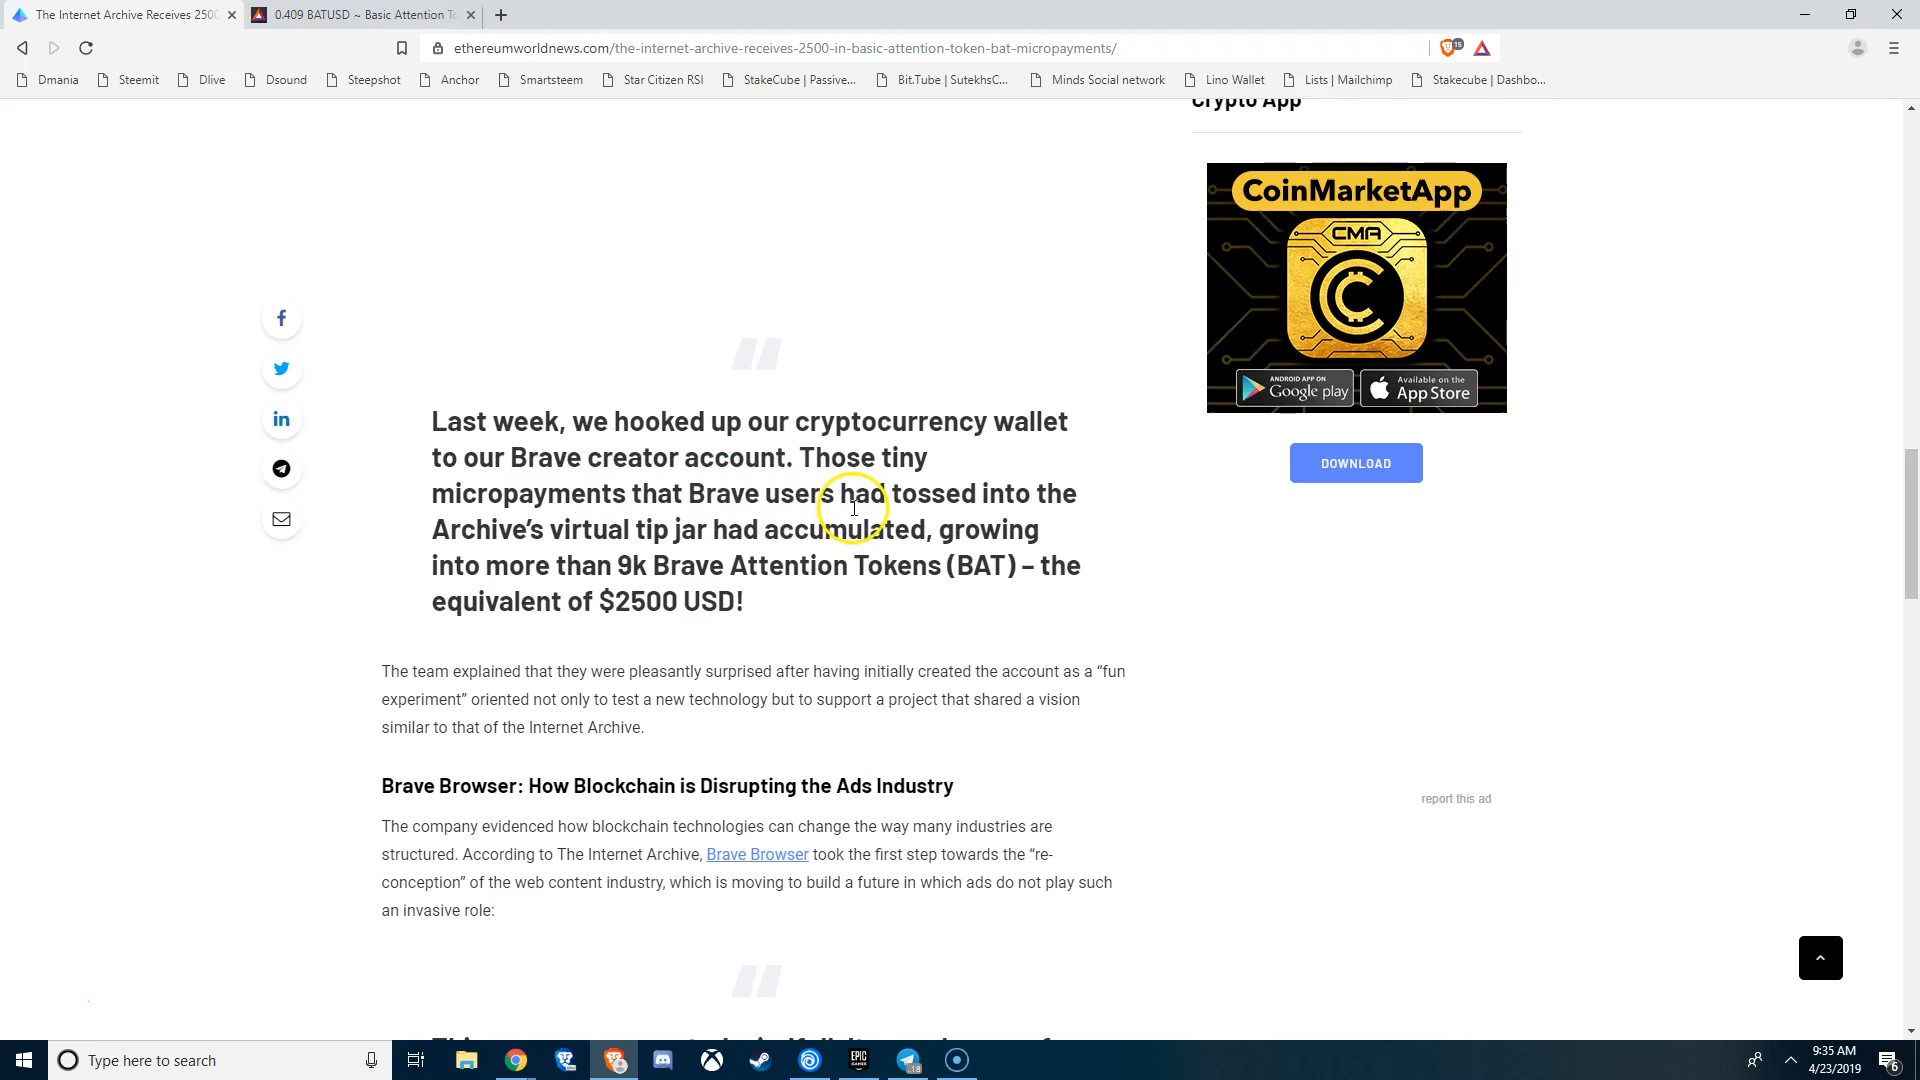 The Internet Archive Receives 2500
0.409 BATUSD ~ Basic Attention To
ethereumworldnews.com/the-internet-archive-receives-2500-in-basic-attention-token-bat-micropayments/
15
Dmania
Steemit
Dlive
Dsound
Steepshot
Anchor
Smartsteem
Star Citizen RSI
StakeCube | Passive...
Bit.Tube | SutekhsC...
Minds Social network
Lino Wallet
Lists | Mailchimp
Stakecube | Dashbo...
Crypto App
CoinMarketApp
CMA
ANDROID APP ON
Google play
Available on the
App Store
DOWNLOAD
Last week, we hooked up our cryptocurrency wallet
to our Brave creator account. Those tiny
micropayments that Brave users had tossed into the
Archive’s virtual tip jar had accumulated, growing
into more than 9k Brave Attention Tokens (BAT) – the
equivalent of $2500 USD!
The team explained that they were pleasantly surprised after having initially created the account as a “fun
experiment” oriented not only to test a new technology but to support a project that shared a vision
similar to that of the Internet Archive.
Brave Browser: How Blockchain is Disrupting the Ads Industry
report this ad
The company evidenced how blockchain technologies can change the way many industries are
structured. According to The Internet Archive, Brave Browser took the first step towards the “re-
conception” of the web content industry, which is moving to build a future in which ads do not play such
an invasive role:
Type here to search
EPIC
GAMES
.18
9:35 AM
4/23/2019
6